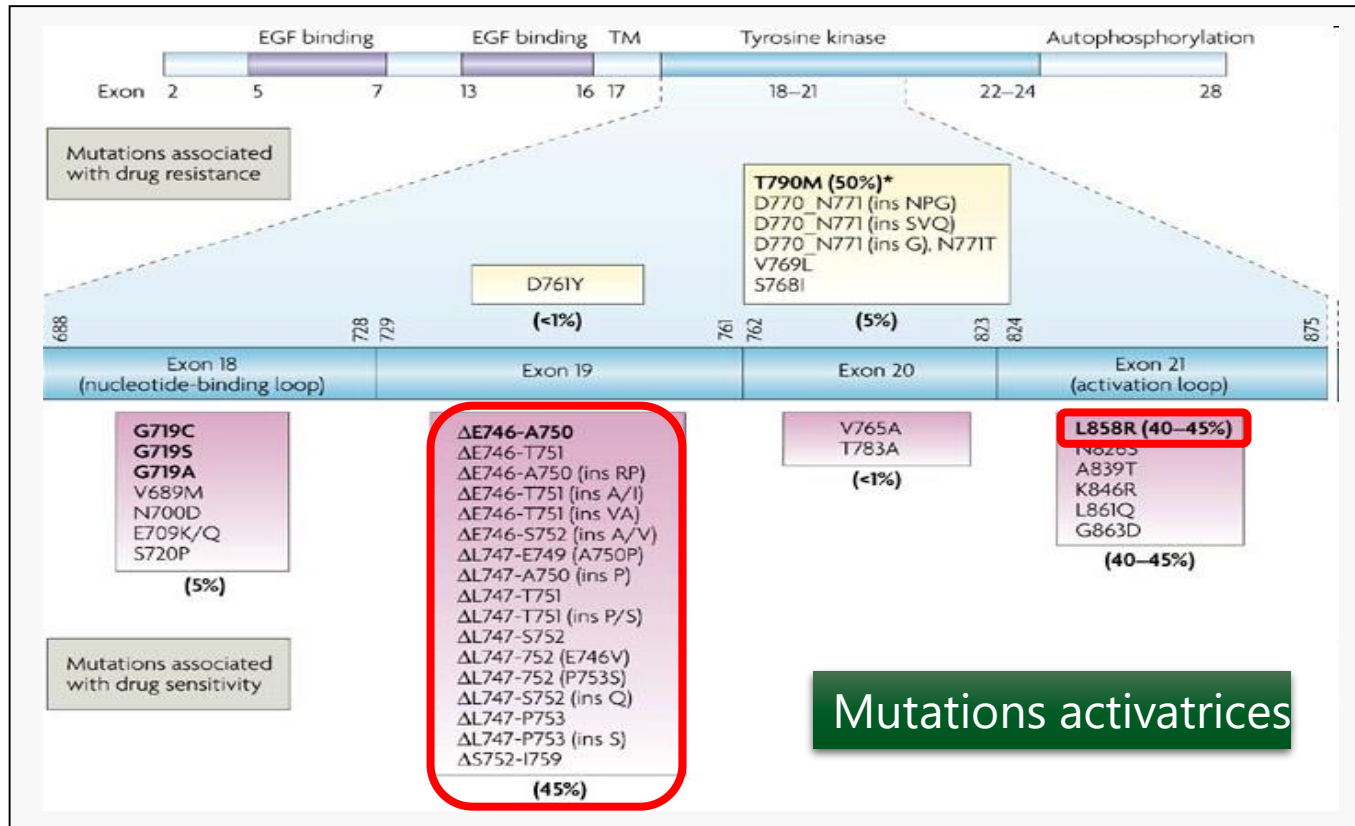 EGF binding EGF binding TM Tyrosine kinase Autophosphorylation
Exon 2 5 7 13 16 17 18–21 22–24 28
Mutations associated
with drug resistance
T790M (50%)*
D770_N771 (ins NPG)
D770_N771 (ins SVQ)
D770_N771 (ins G), N771T
V769L
S768I
D761Y
(<1%)
(5%)
688 728 729 761 762 823 824 875
Exon 18
(nucleotide-binding loop)
Exon 19
Exon 20
Exon 21
(activation loop)
G719C
G719S
G719A
V689M
N700D
E709K/Q
S720P
(5%)
ΔE746-A750
ΔE746-T751
ΔE746-A750 (ins RP)
ΔE746-T751 (ins A/I)
ΔE746-T751 (ins VA)
ΔE746-S752 (ins A/V)
ΔL747-E749 (A750P)
ΔL747-A750 (ins P)
ΔL747-T751
ΔL747-T751 (ins P/S)
ΔL747-S752
ΔL747-752 (E746V)
ΔL747-752 (P753S)
ΔL747-S752 (ins Q)
ΔL747-P753
ΔL747-P753 (ins S)
ΔS752-I759
(45%)
V765A
T783A
(<1%)
L858R (40–45%)
N826S
A839T
K846R
L861Q
G863D
(40–45%)
Mutations associated
with drug sensitivity
Mutations activatrices